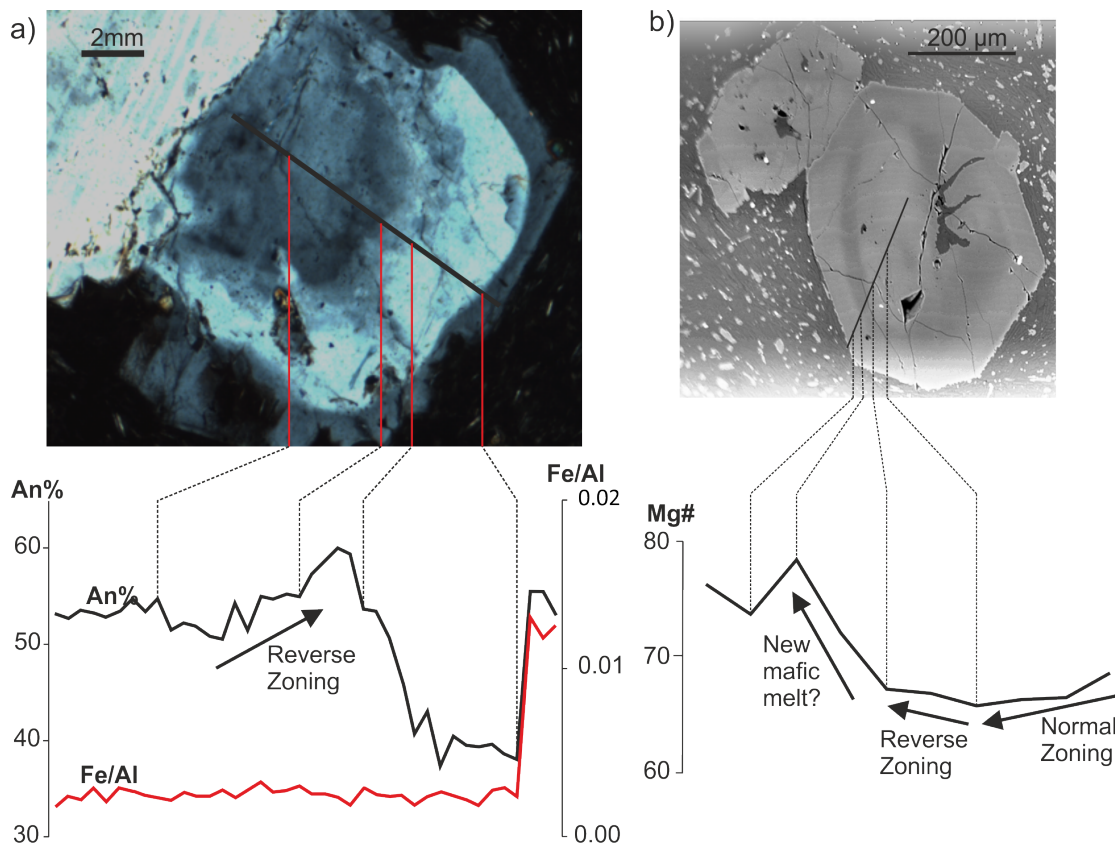 a)
2mm
b)
200 µm
An%
Fe/Al
0.02
60
An%
50
Reverse
Zoning
0.01
40
Fe/Al
30
0.00
Mg#
80
70
New
mafic
melt?
Reverse
Zoning
Normal
Zoning
60